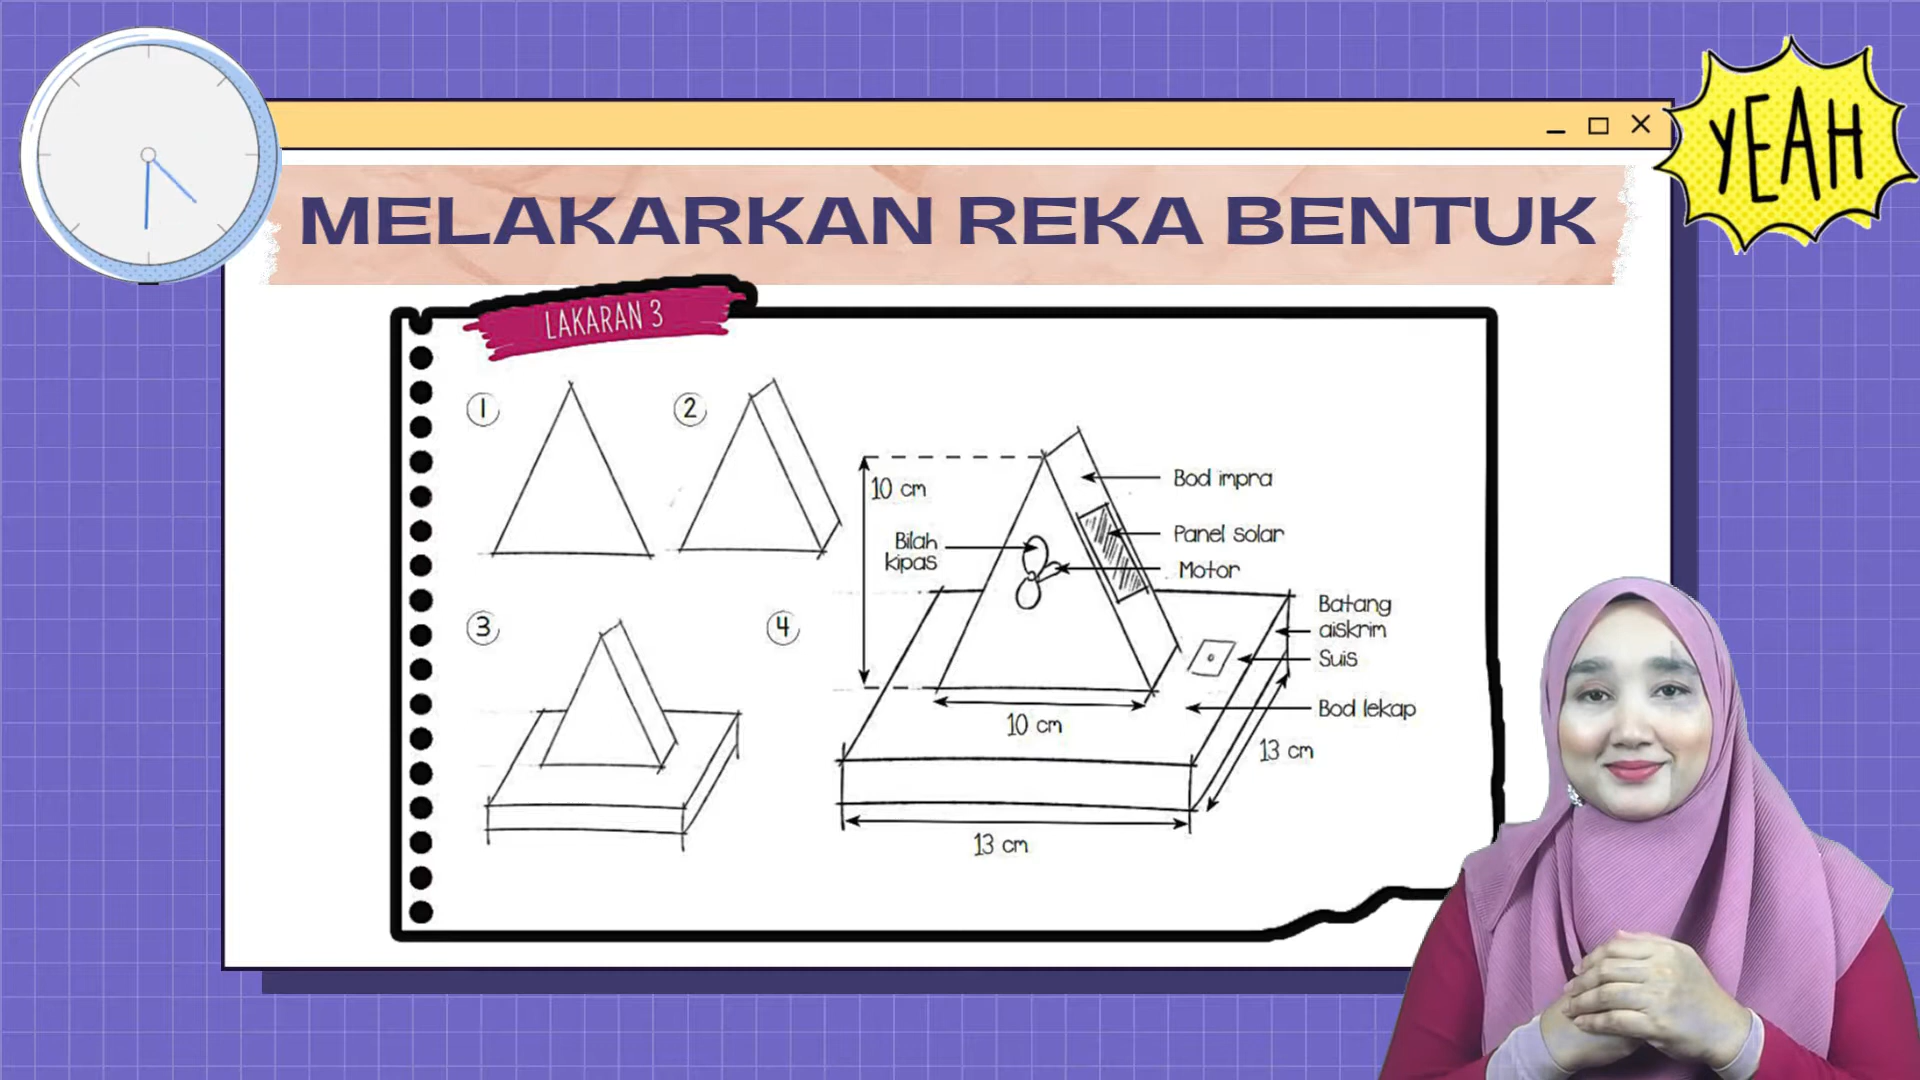 YEAH
MELAKARKAN REKA BENTUK
LAKARAN 3
1
2
10 cm
Bilah
kipas
Bod impra
Panel solar
Motor
Batang
aiskrim
Suis
Bod lekap
3
4
10 cm
13 cm
13 cm